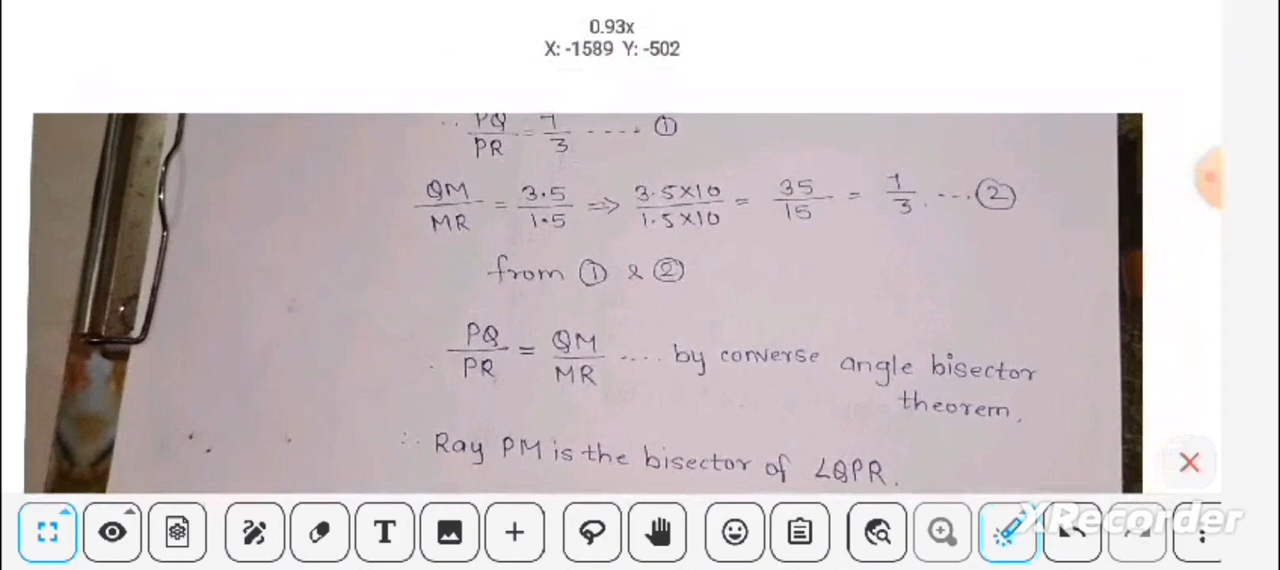 0.93x
X: -1589 Y: -502
∴ PQ/PR = 7/3 ---- ①
QM/MR = 3.5/1.5 ⇒ 3.5×10/1.5×10 = 35/15 = 7/3. ---- ②
from ① & ②
PQ/PR = QM/MR .... by converse angle bisector
theorem.
∴ Ray PM is the bisector of ∠QPR.
T
XRecorder